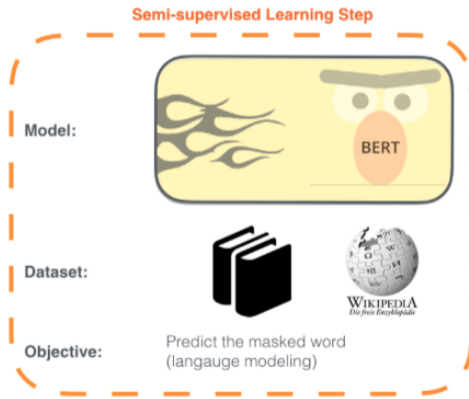 Semi-supervised Learning Step
Model:
BERT
Dataset:
WIKIPEDIA
Die freie Enzyklopädie
Objective:
Predict the masked word
(langauge modeling)